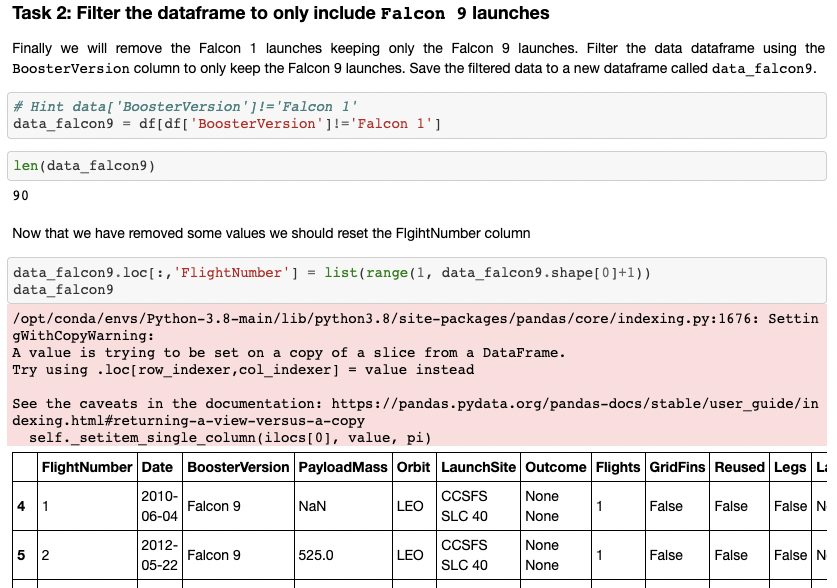 Task 2: Filter the dataframe to only include Falcon 9 launches
Finally we will remove the Falcon 1 launches keeping only the Falcon 9 launches. Filter the data dataframe using the
BoosterVersion column to only keep the Falcon 9 launches. Save the filtered data to a new dataframe called data_falcon9.
# Hint data['BoosterVersion']!='Falcon 1'
data_falcon9 = df[df['BoosterVersion']!='Falcon 1']
len(data_falcon9)
90
Now that we have removed some values we should reset the FlgihtNumber column
data_falcon9.loc[:,'FlightNumber'] = list(range(1, data_falcon9.shape[0]+1))
data_falcon9
/opt/conda/envs/Python-3.8-main/lib/python3.8/site-packages/pandas/core/indexing.py:1676: Settin
gWithCopyWarning:
A value is trying to be set on a copy of a slice from a DataFrame.
Try using .loc[row_indexer,col_indexer] = value instead
See the caveats in the documentation: https://pandas.pydata.org/pandas-docs/stable/user_guide/in
dexing.html#returning-a-view-versus-a-copy
self._setitem_single_column(ilocs[0], value, pi)
FlightNumber Date BoosterVersion PayloadMass Orbit LaunchSite Outcome Flights GridFins Reused Legs
4 1 2010-06-04 Falcon 9 NaN LEO CCSFS SLC 40 None None 1 False False False
5 2 2012-05-22 Falcon 9 525.0 LEO CCSFS SLC 40 None None 1 False False False